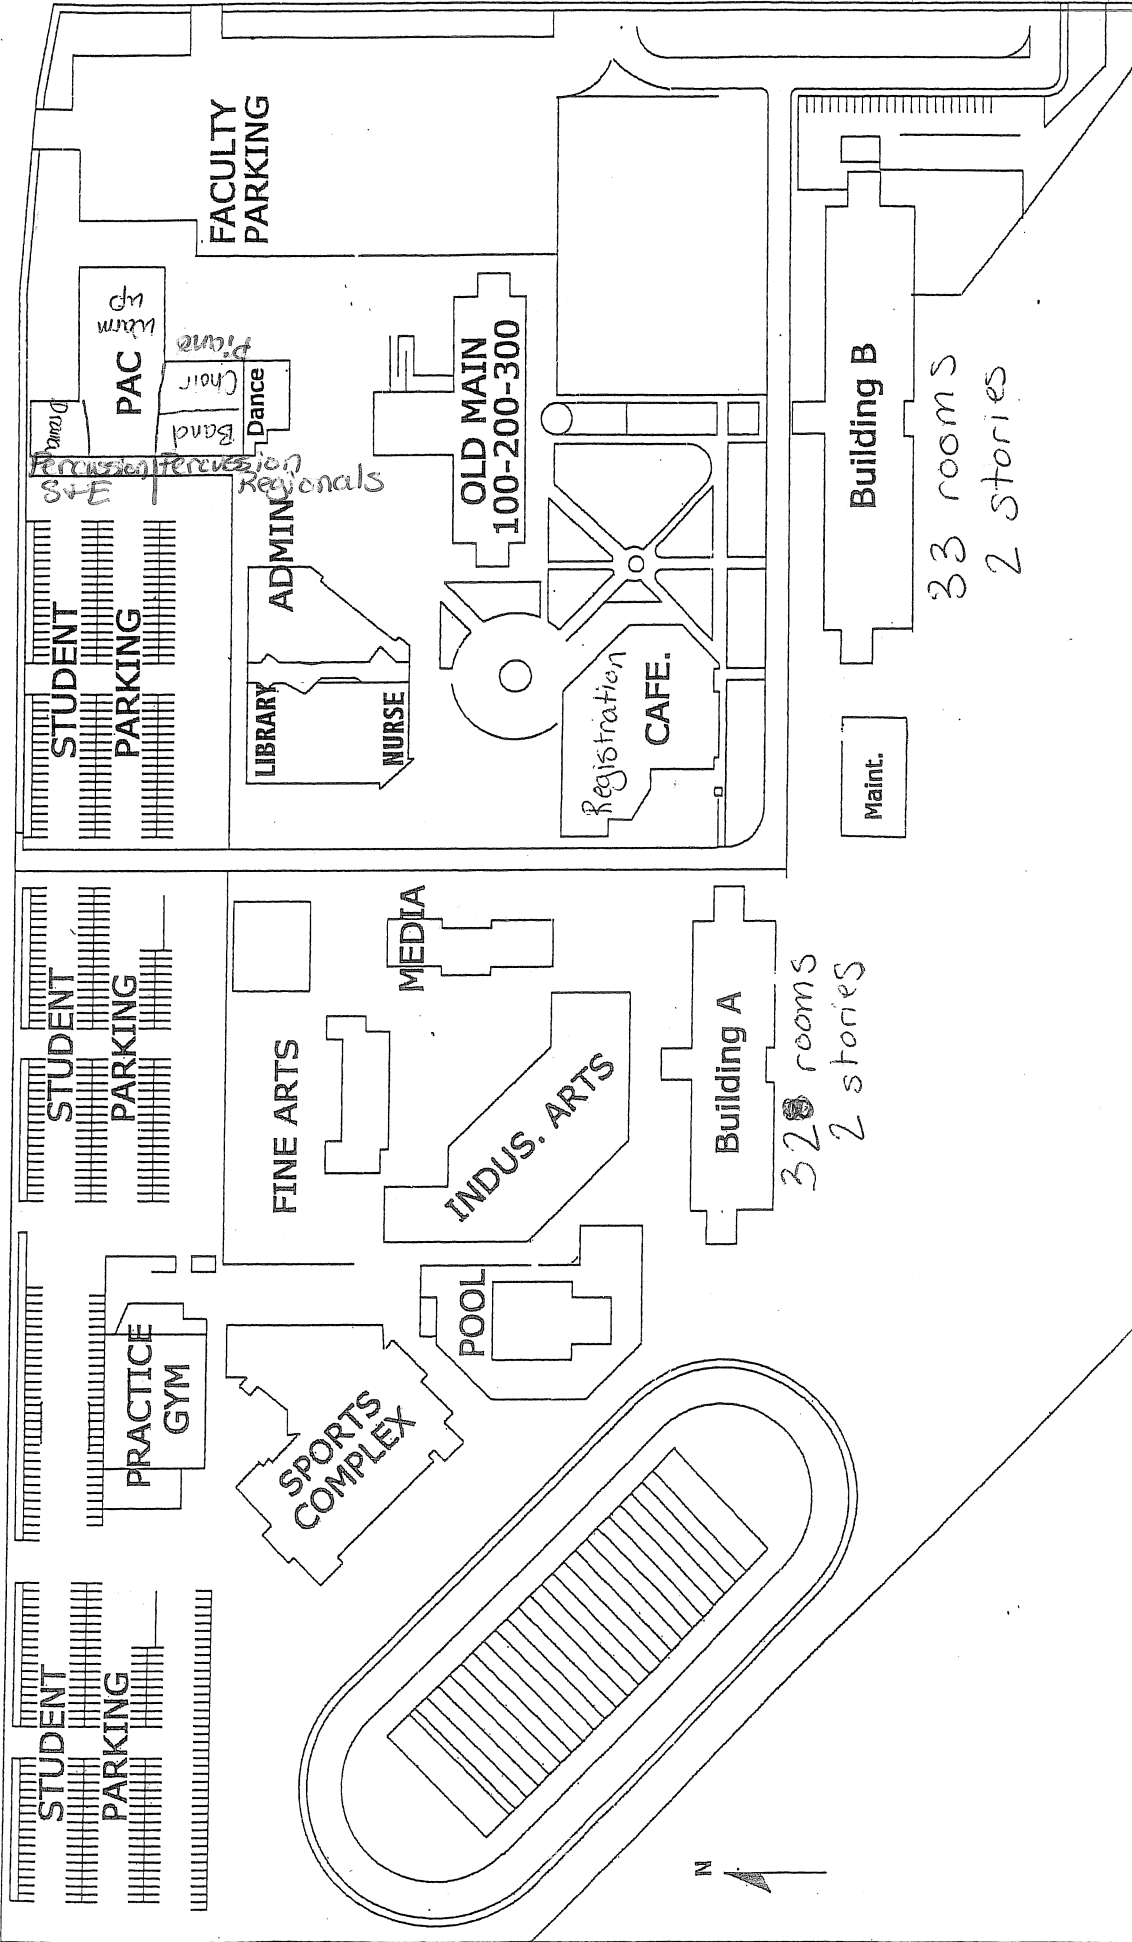 STUDENT
PARKING
PRACTICE
GYM
STUDENT
PARKING
STUDENT
PARKING
Percussion
S+E
Percussion
Regionals
Drama
PAC
warm
up
Band
Choir
Piano
Dance
FACULTY
PARKING
SPORTS
COMPLEX
POOL
FINE ARTS
MEDIA
INDUS. ARTS
LIBRARY
ADMIN
NURSE
OLD MAIN
100-200-300
Registration
CAFE.
N
Building A
32 rooms
2 stories
Maint.
Building B
33 rooms
2 stories